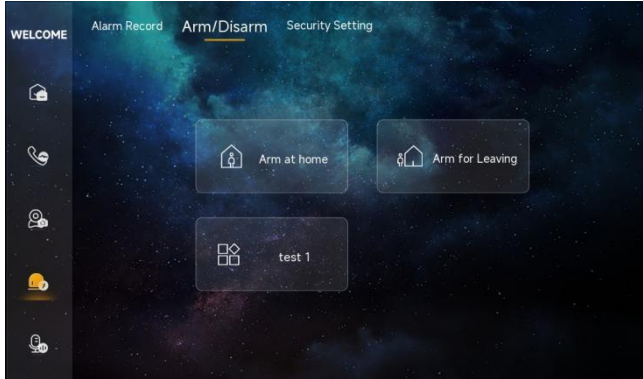 WELCOME
Alarm Record Arm/Disarm Security Setting
Arm at home
Arm for Leaving
test 1